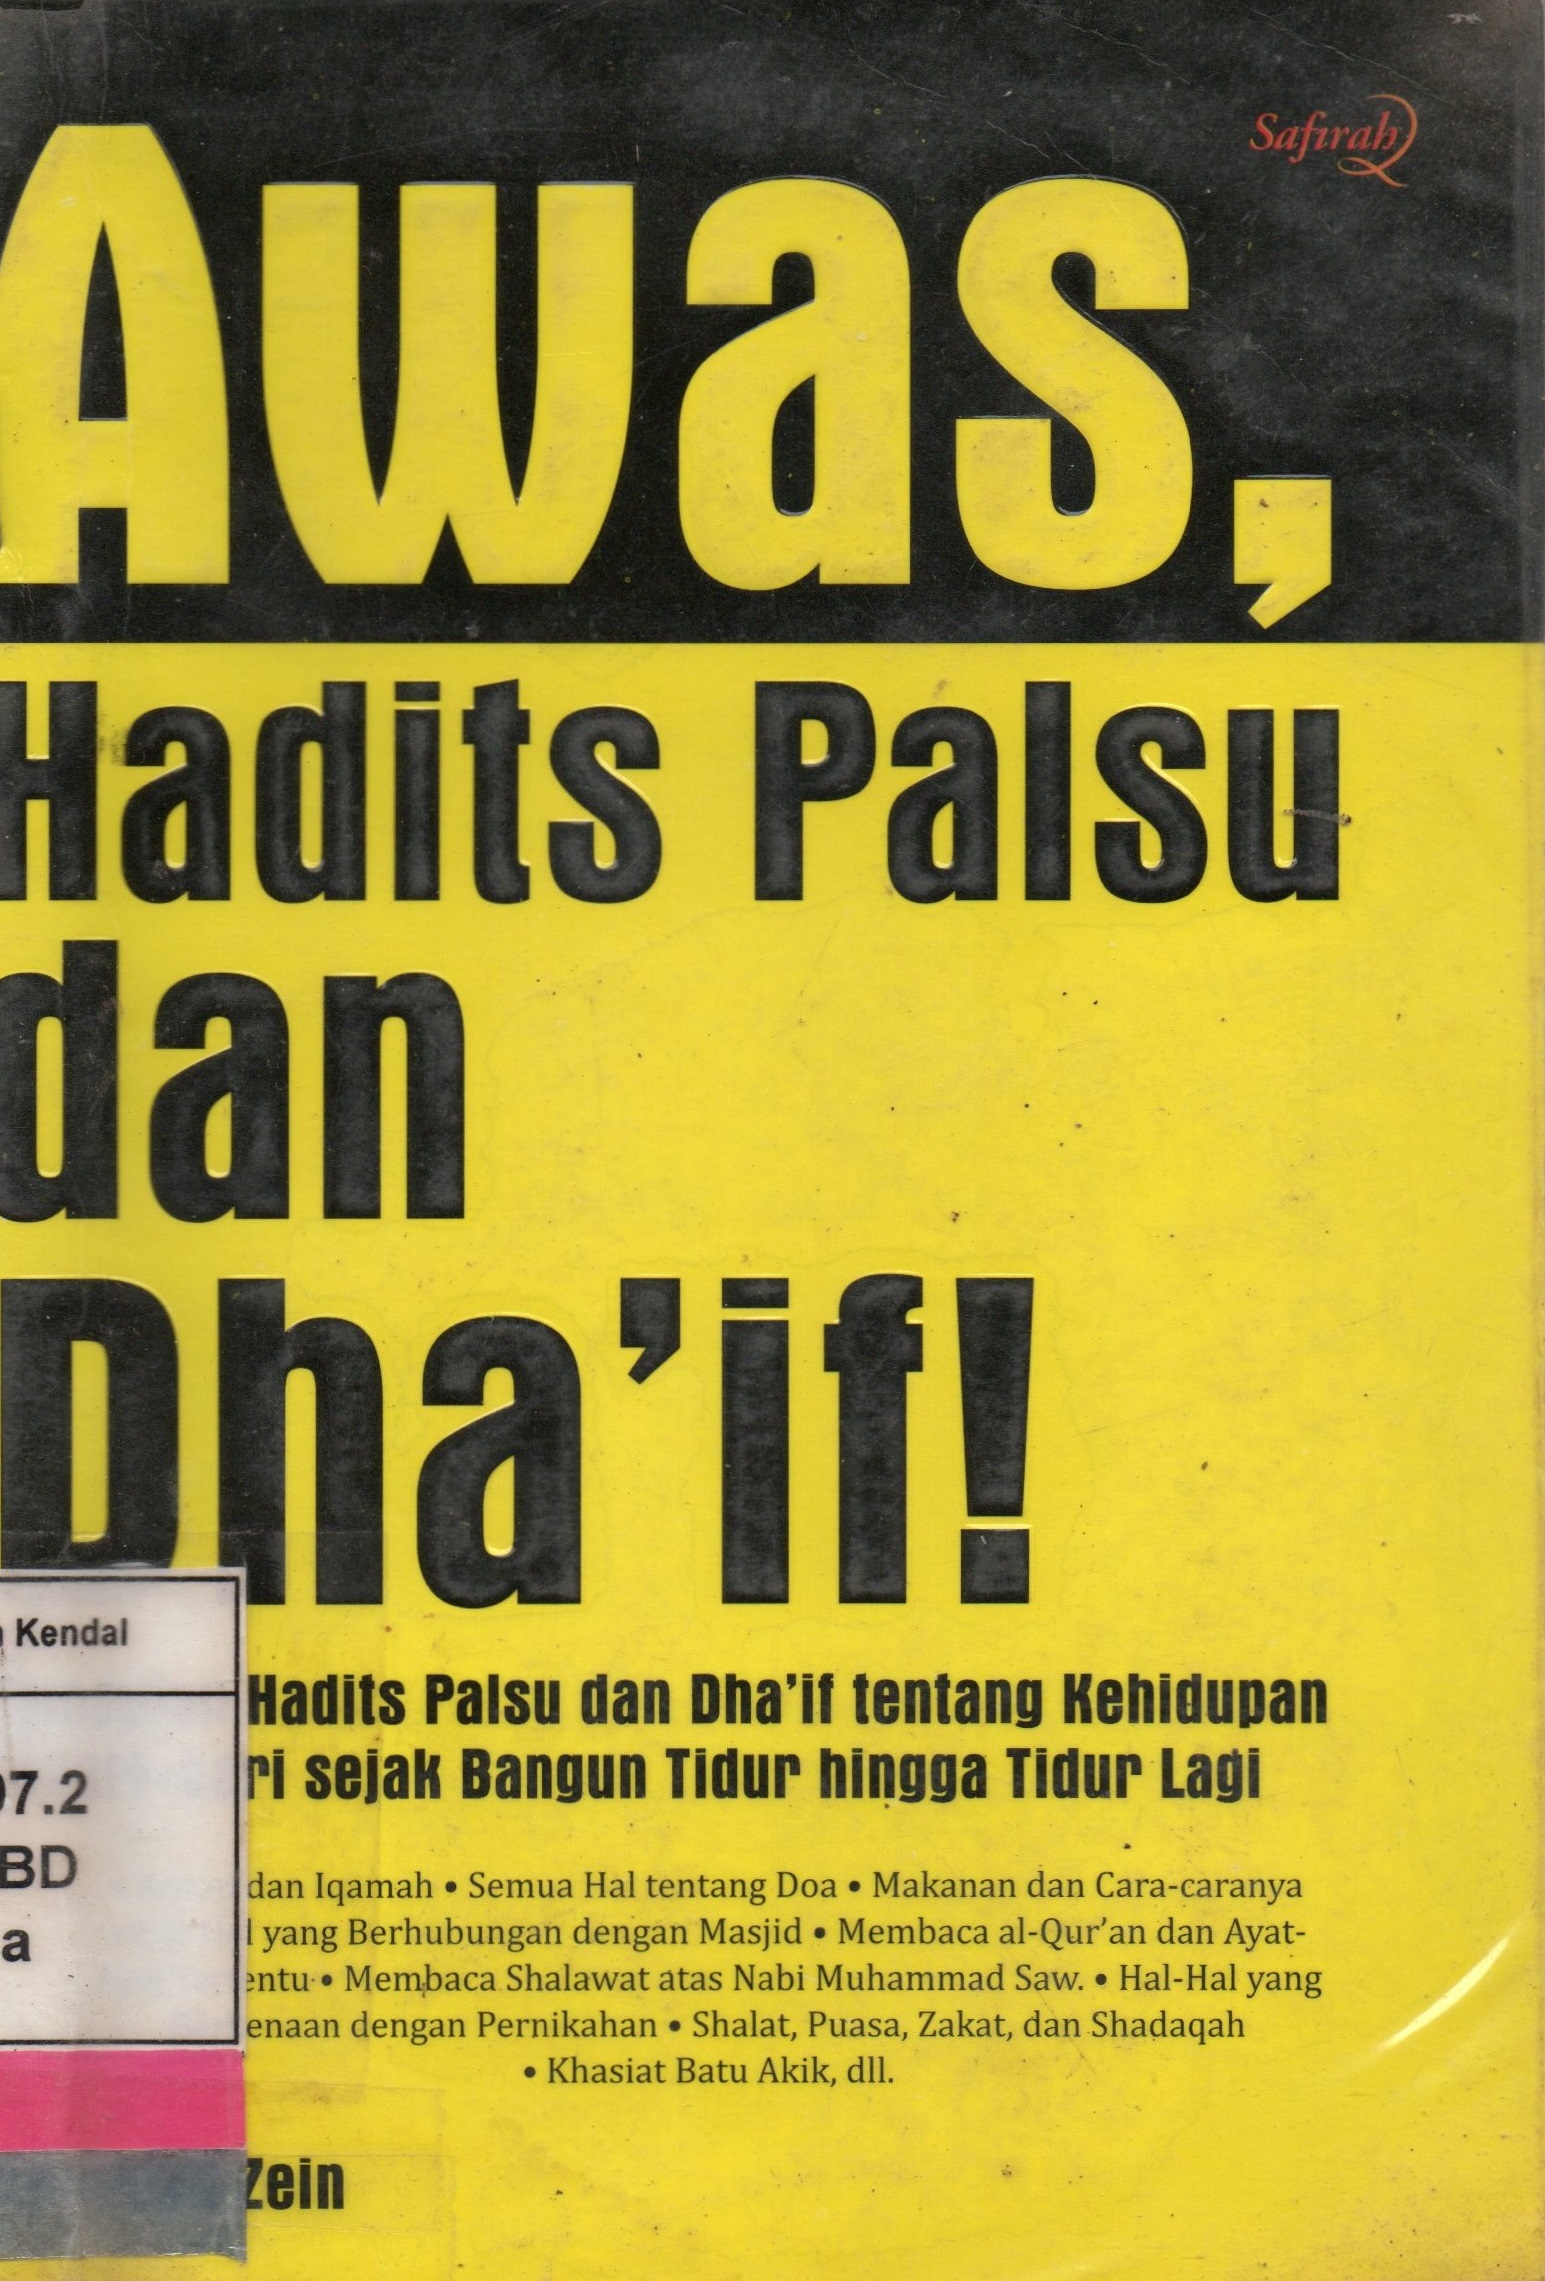 Safirah
Awas,
Hadits Palsu
dan
Dha'if!
Kendal
Hadits Palsu dan Dha'if tentang Kehidupan
sejak Bangun Tidur hingga Tidur Lagi
07.2
BD
a
dan Iqamah • Semua Hal tentang Doa • Makanan dan Cara-caranya
yang Berhubungan dengan Masjid • Membaca al-Qur'an dan Ayat-
entu • Membaca Shalawat atas Nabi Muhammad Saw. • Hal-Hal yang
enaan dengan Pernikahan • Shalat, Puasa, Zakat, dan Shadaqah
• Khasiat Batu Akik, dll.
Zein